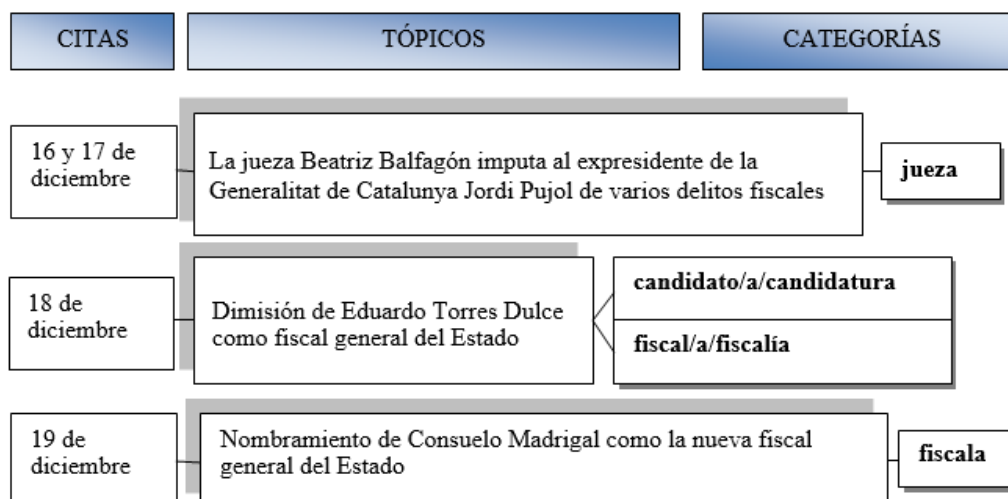 CITAS
TÓPICOS
CATEGORÍAS
16 y 17 de
diciembre
La jueza Beatriz Balfagón imputa al expresidente de la
Generalitat de Catalunya Jordi Pujol de varios delitos fiscales
jueza
18 de
diciembre
Dimisión de Eduardo Torres Dulce
como fiscal general del Estado
candidato/a/candidatura
fiscal/a/fiscalía
19 de
diciembre
Nombramiento de Consuelo Madrigal como la nueva fiscal
general del Estado
fiscala